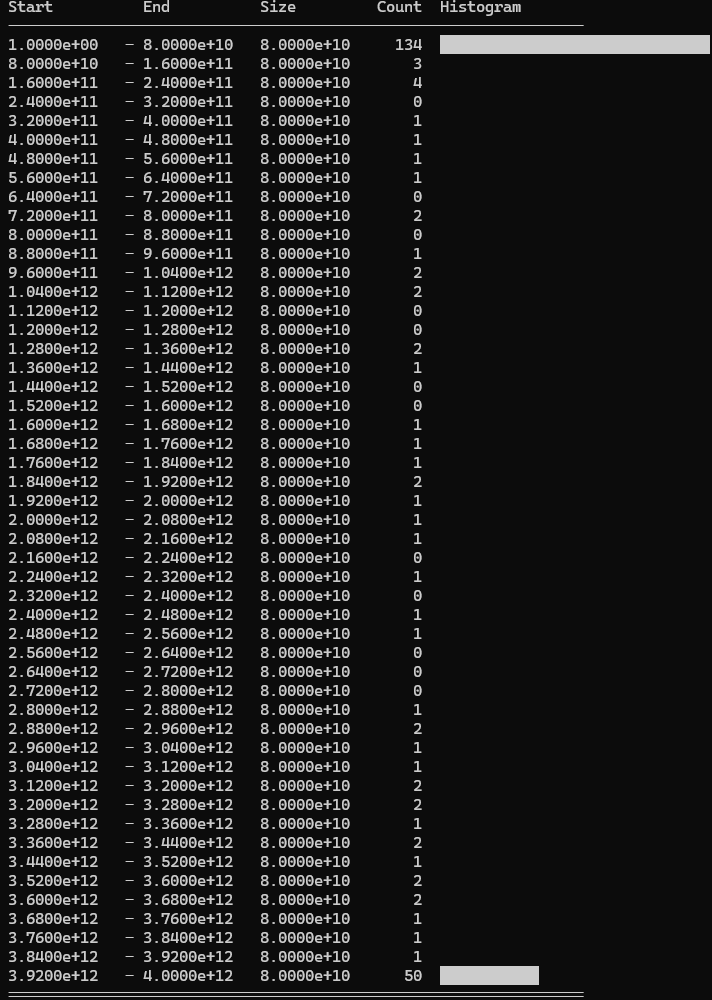 Start End Size Count Histogram
1.0000e+00 – 8.0000e+10 8.0000e+10 134
8.0000e+10 – 1.6000e+11 8.0000e+10 3
1.6000e+11 – 2.4000e+11 8.0000e+10 4
2.4000e+11 – 3.2000e+11 8.0000e+10 0
3.2000e+11 – 4.0000e+11 8.0000e+10 1
4.0000e+11 – 4.8000e+11 8.0000e+10 1
4.8000e+11 – 5.6000e+11 8.0000e+10 1
5.6000e+11 – 6.4000e+11 8.0000e+10 1
6.4000e+11 – 7.2000e+11 8.0000e+10 0
7.2000e+11 – 8.0000e+11 8.0000e+10 2
8.0000e+11 – 8.8000e+11 8.0000e+10 0
8.8000e+11 – 9.6000e+11 8.0000e+10 1
9.6000e+11 – 1.0400e+12 8.0000e+10 2
1.0400e+12 – 1.1200e+12 8.0000e+10 2
1.1200e+12 – 1.2000e+12 8.0000e+10 0
1.2000e+12 – 1.2800e+12 8.0000e+10 0
1.2800e+12 – 1.3600e+12 8.0000e+10 2
1.3600e+12 – 1.4400e+12 8.0000e+10 1
1.4400e+12 – 1.5200e+12 8.0000e+10 0
1.5200e+12 – 1.6000e+12 8.0000e+10 0
1.6000e+12 – 1.6800e+12 8.0000e+10 1
1.6800e+12 – 1.7600e+12 8.0000e+10 1
1.7600e+12 – 1.8400e+12 8.0000e+10 1
1.8400e+12 – 1.9200e+12 8.0000e+10 2
1.9200e+12 – 2.0000e+12 8.0000e+10 1
2.0000e+12 – 2.0800e+12 8.0000e+10 1
2.0800e+12 – 2.1600e+12 8.0000e+10 1
2.1600e+12 – 2.2400e+12 8.0000e+10 0
2.2400e+12 – 2.3200e+12 8.0000e+10 1
2.3200e+12 – 2.4000e+12 8.0000e+10 0
2.4000e+12 – 2.4800e+12 8.0000e+10 1
2.4800e+12 – 2.5600e+12 8.0000e+10 1
2.5600e+12 – 2.6400e+12 8.0000e+10 0
2.6400e+12 – 2.7200e+12 8.0000e+10 0
2.7200e+12 – 2.8000e+12 8.0000e+10 0
2.8000e+12 – 2.8800e+12 8.0000e+10 1
2.8800e+12 – 2.9600e+12 8.0000e+10 2
2.9600e+12 – 3.0400e+12 8.0000e+10 1
3.0400e+12 – 3.1200e+12 8.0000e+10 1
3.1200e+12 – 3.2000e+12 8.0000e+10 2
3.2000e+12 – 3.2800e+12 8.0000e+10 2
3.2800e+12 – 3.3600e+12 8.0000e+10 1
3.3600e+12 – 3.4400e+12 8.0000e+10 2
3.4400e+12 – 3.5200e+12 8.0000e+10 1
3.5200e+12 – 3.6000e+12 8.0000e+10 2
3.6000e+12 – 3.6800e+12 8.0000e+10 2
3.6800e+12 – 3.7600e+12 8.0000e+10 1
3.7600e+12 – 3.8400e+12 8.0000e+10 1
3.8400e+12 – 3.9200e+12 8.0000e+10 1
3.9200e+12 – 4.0000e+12 8.0000e+10 50